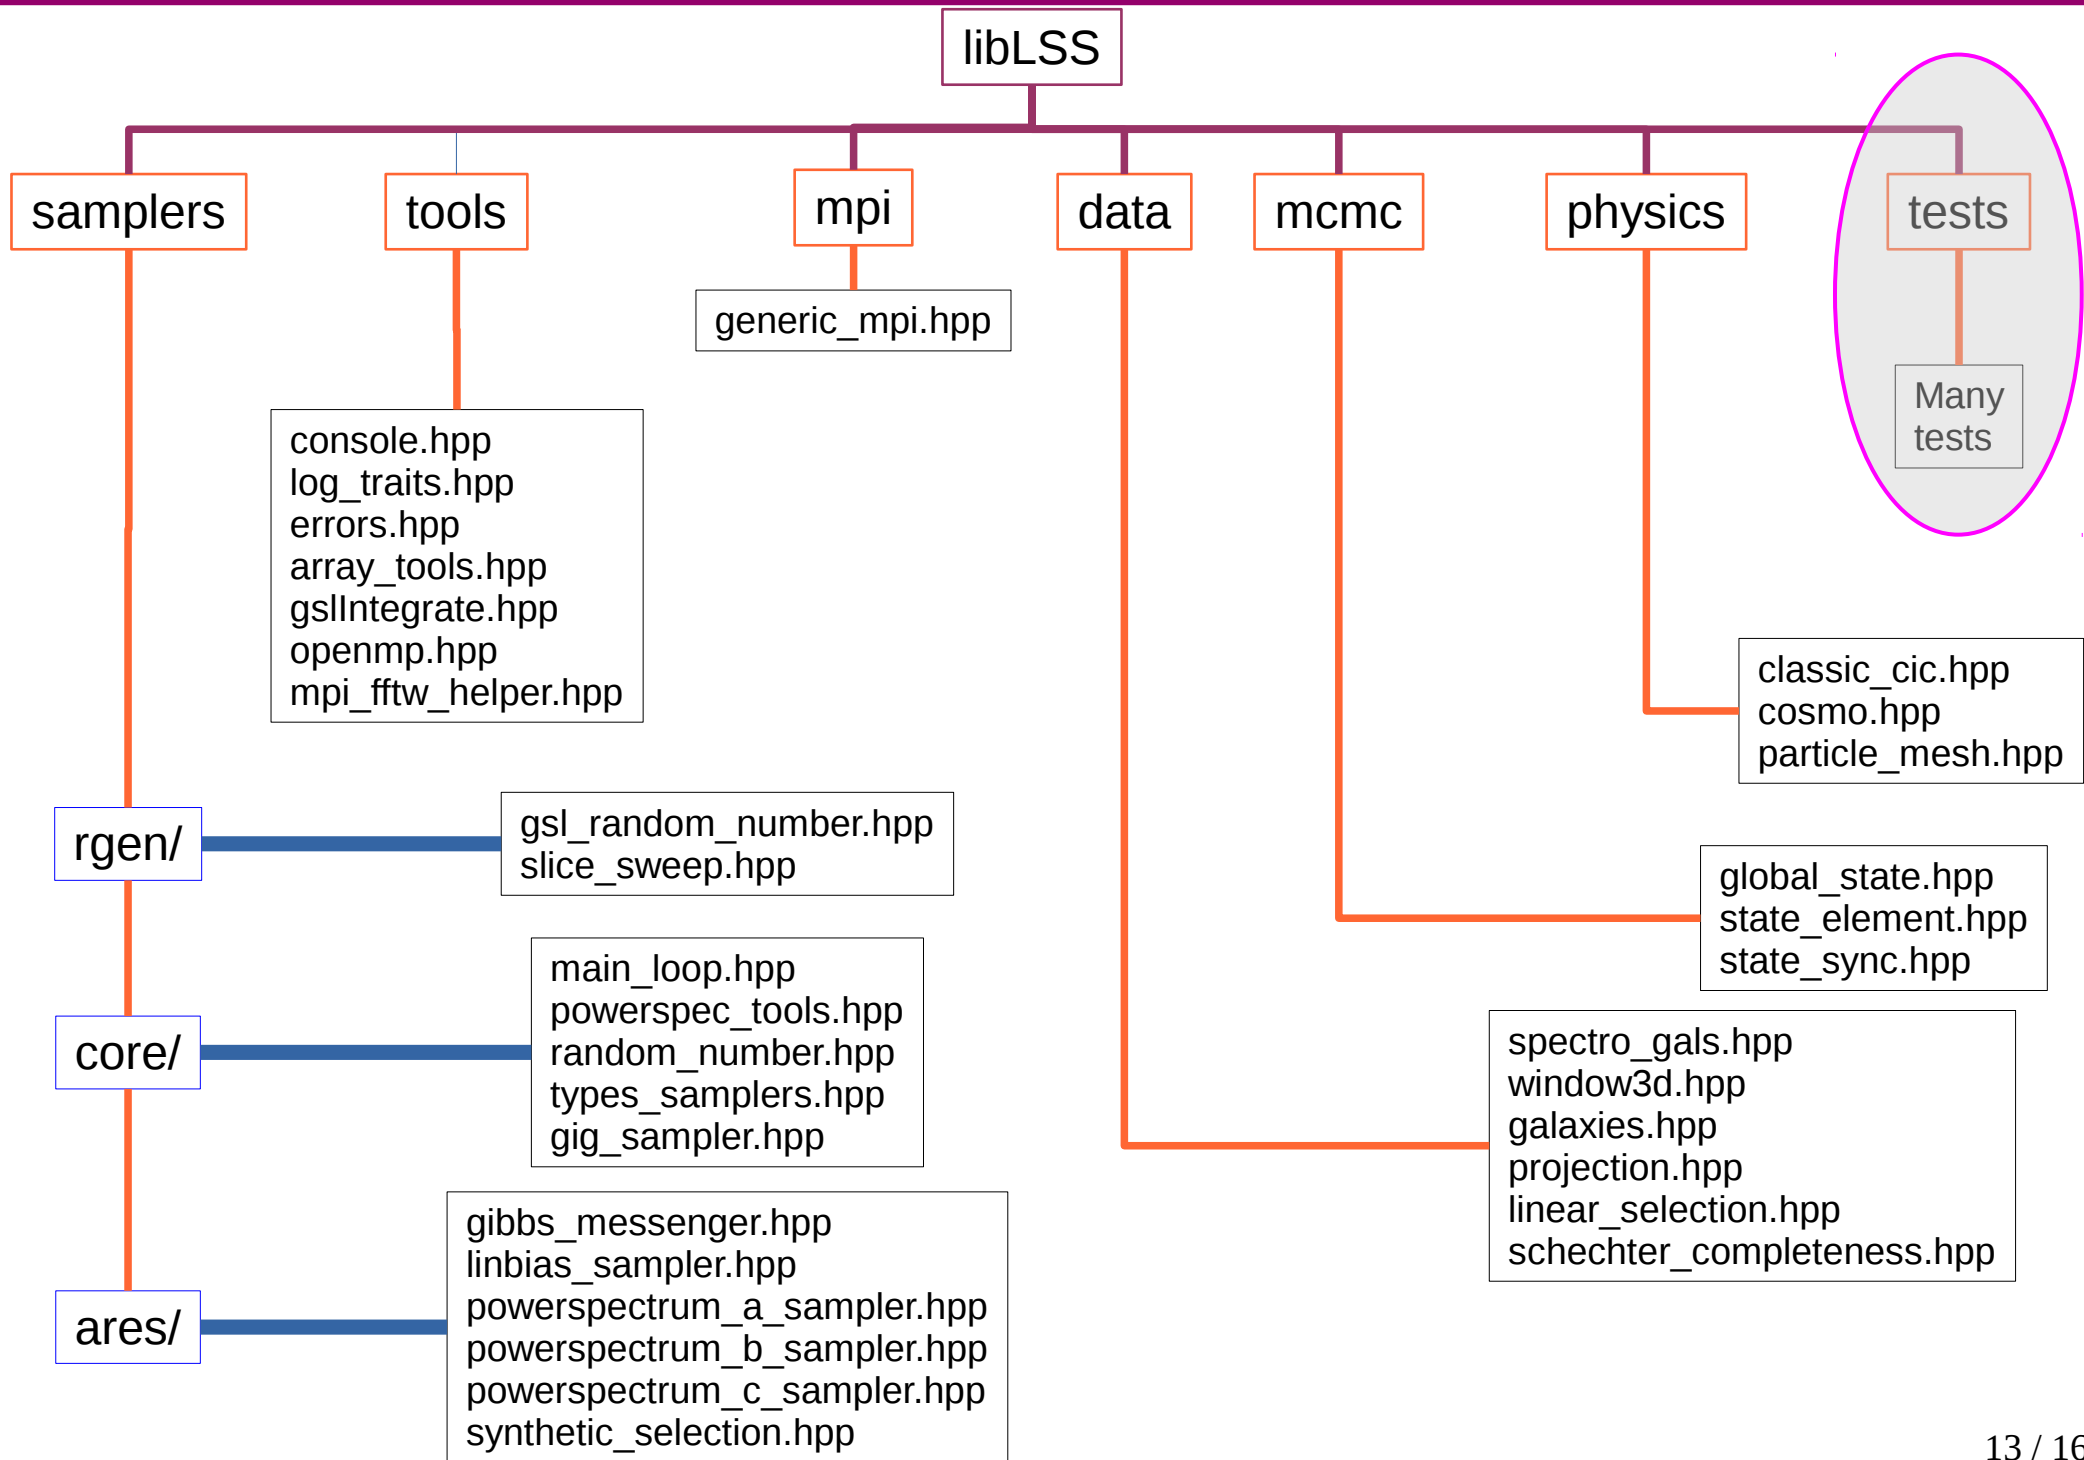 libLSS
samplers
tools
mpi
data
mcmc
physics
tests
generic_mpi.hpp
Many
tests
console.hpp
log_traits.hpp
errors.hpp
array_tools.hpp
gslIntegrate.hpp
openmp.hpp
mpi_fftw_helper.hpp
classic_cic.hpp
cosmo.hpp
particle_mesh.hpp
rgen/
gsl_random_number.hpp
slice_sweep.hpp
global_state.hpp
state_element.hpp
state_sync.hpp
core/
main_loop.hpp
powerspec_tools.hpp
random_number.hpp
types_samplers.hpp
gig_sampler.hpp
spectro_gals.hpp
window3d.hpp
galaxies.hpp
projection.hpp
linear_selection.hpp
schechter_completeness.hpp
ares/
gibbs_messenger.hpp
linbias_sampler.hpp
powerspectrum_a_sampler.hpp
powerspectrum_b_sampler.hpp
powerspectrum_c_sampler.hpp
synthetic_selection.hpp
13 / 16